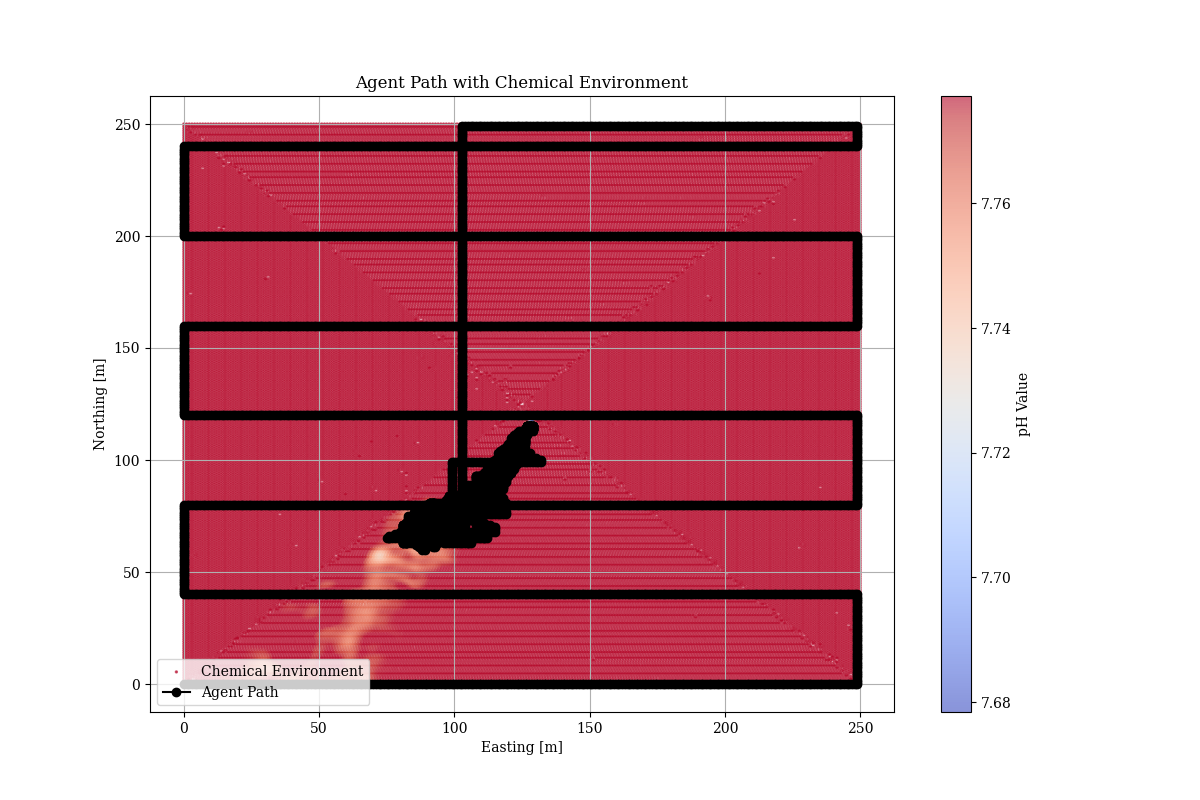 Agent Path with Chemical Environment
250
200
150
100
50
0
Northing [m]
Chemical Environment
Agent Path
0 50 100 150 200 250
Easting [m]
7.76
7.74
7.72
7.70
7.68
pH Value